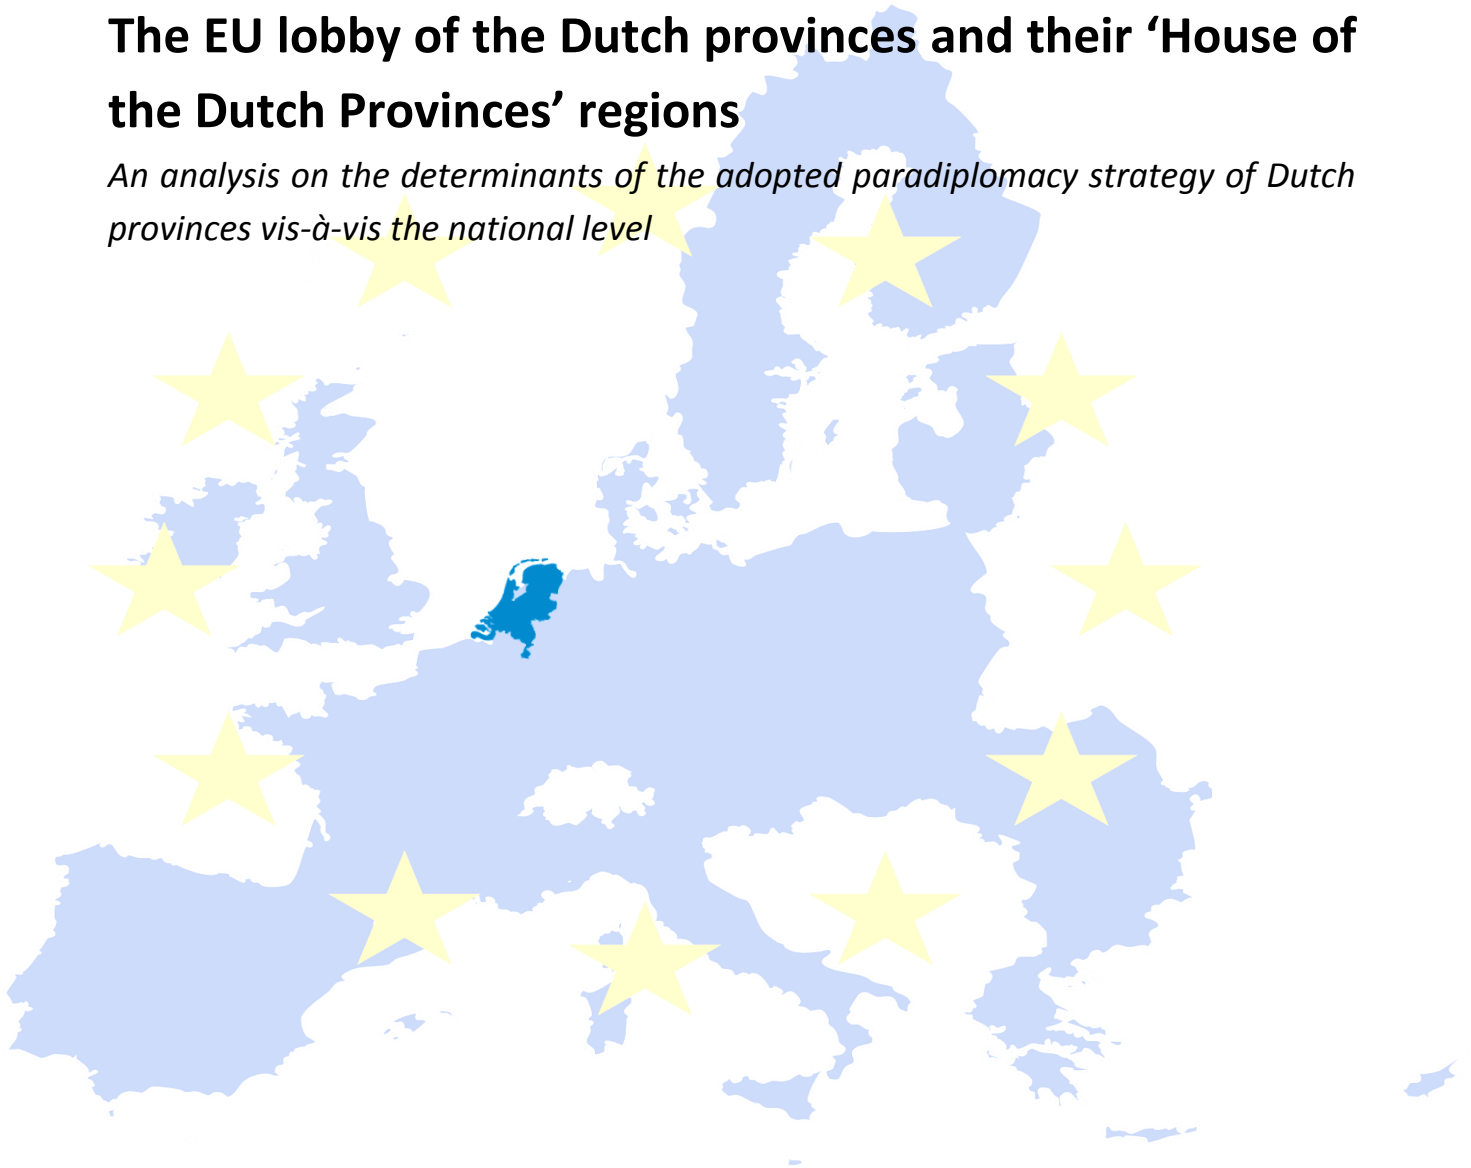 The EU lobby of the Dutch provinces and their ‘House of
the Dutch Provinces’ regions
An analysis on the determinants of the adopted paradiplomacy strategy of Dutch
provinces vis-à-vis the national level